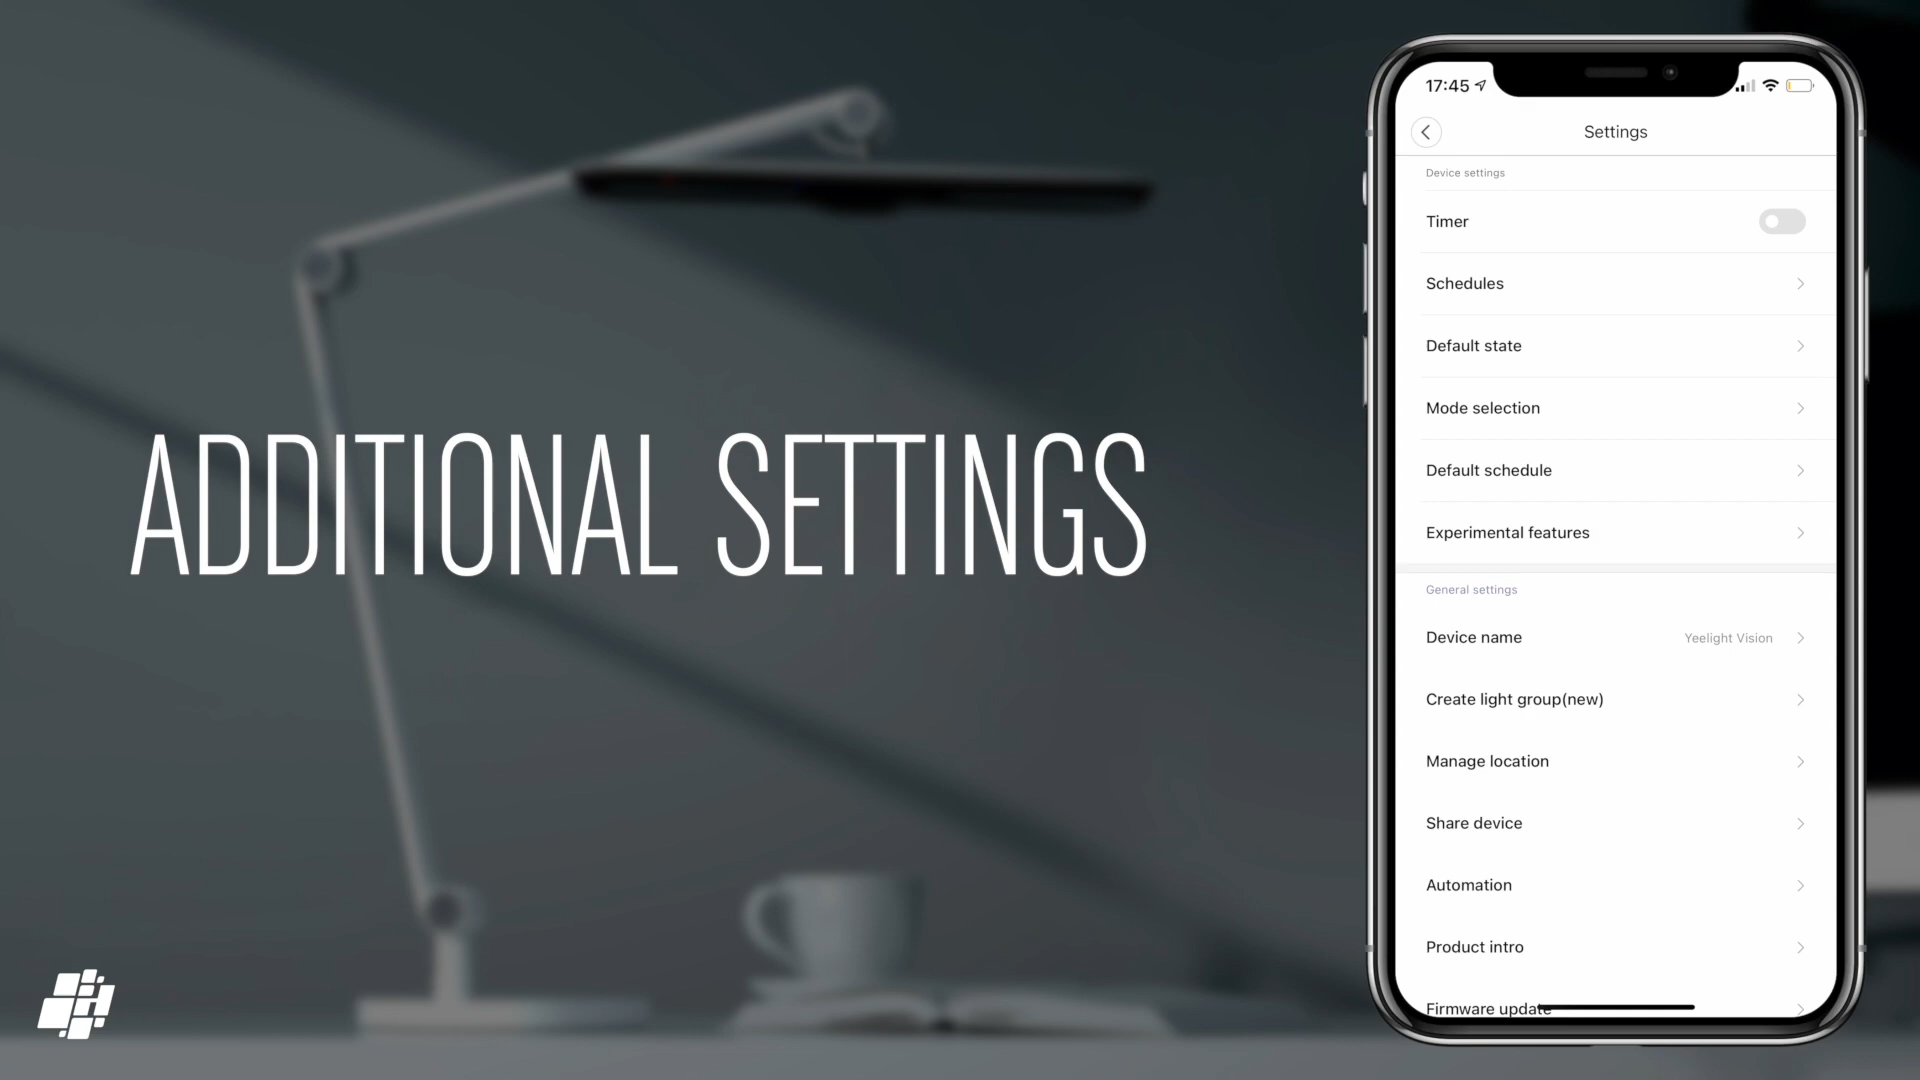 ADDITIONAL SETTINGS
17:45
Settings
Device settings
Timer
Schedules
Default state
Mode selection
Default schedule
Experimental features
General settings
Device name Yeelight Vision
Create light group(new)
Manage location
Share device
Automation
Product intro
Firmware update